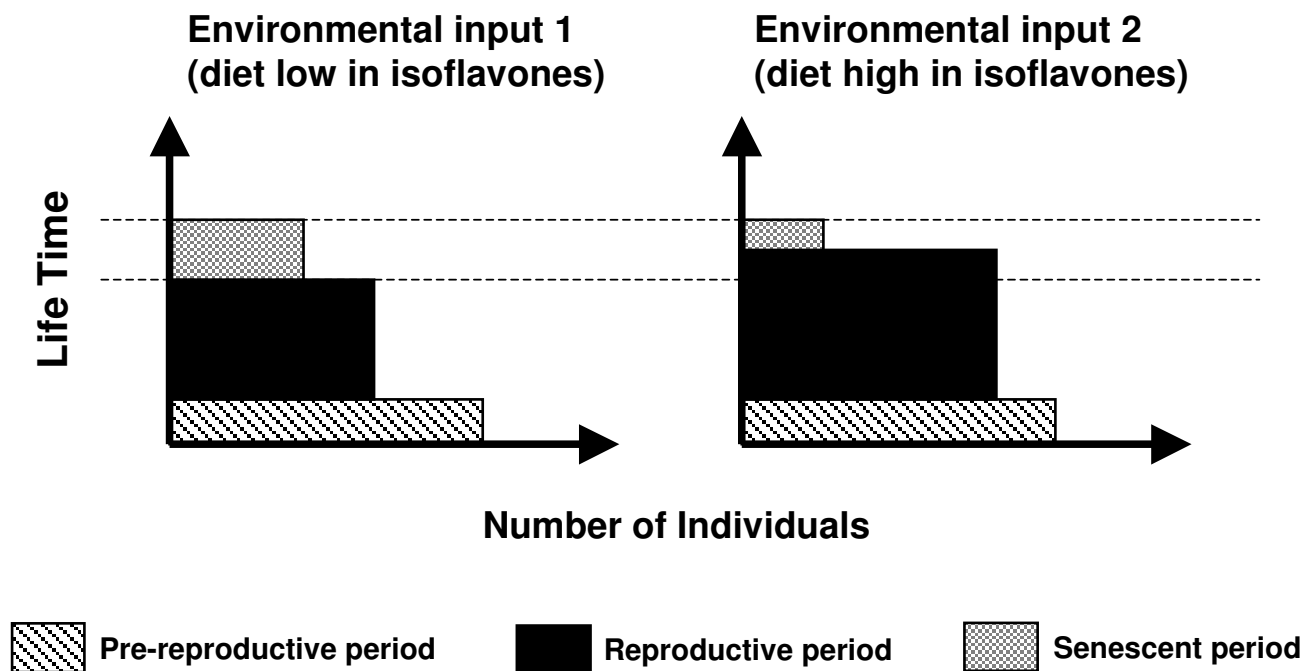 Environmental input 1
(diet low in isoflavones)
Environmental input 2
(diet high in isoflavones)
Life Time
Number of Individuals
Pre-reproductive period
Reproductive period
Senescent period